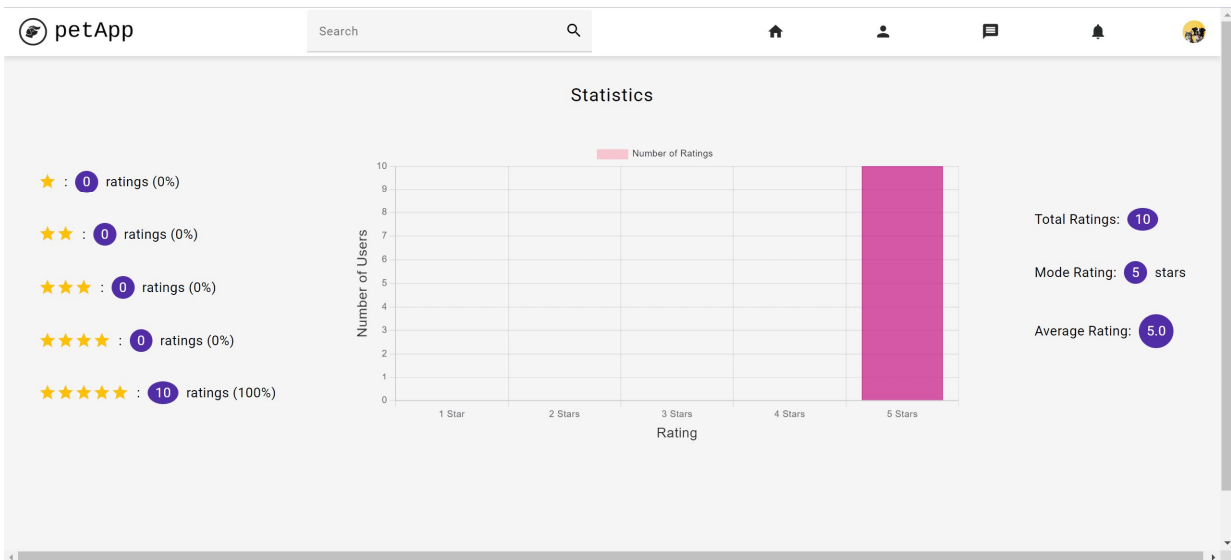 petApp
Search
Statistics
: 0 ratings (0%)
: 0 ratings (0%)
: 0 ratings (0%)
: 0 ratings (0%)
: 10 ratings (100%)
Number of Ratings
Number of Users
10
9
8
7
6
5
4
3
2
1
0
1 Star 2 Stars 3 Stars 4 Stars 5 Stars
Rating
Total Ratings: 10
Mode Rating: 5 stars
Average Rating: 5.0